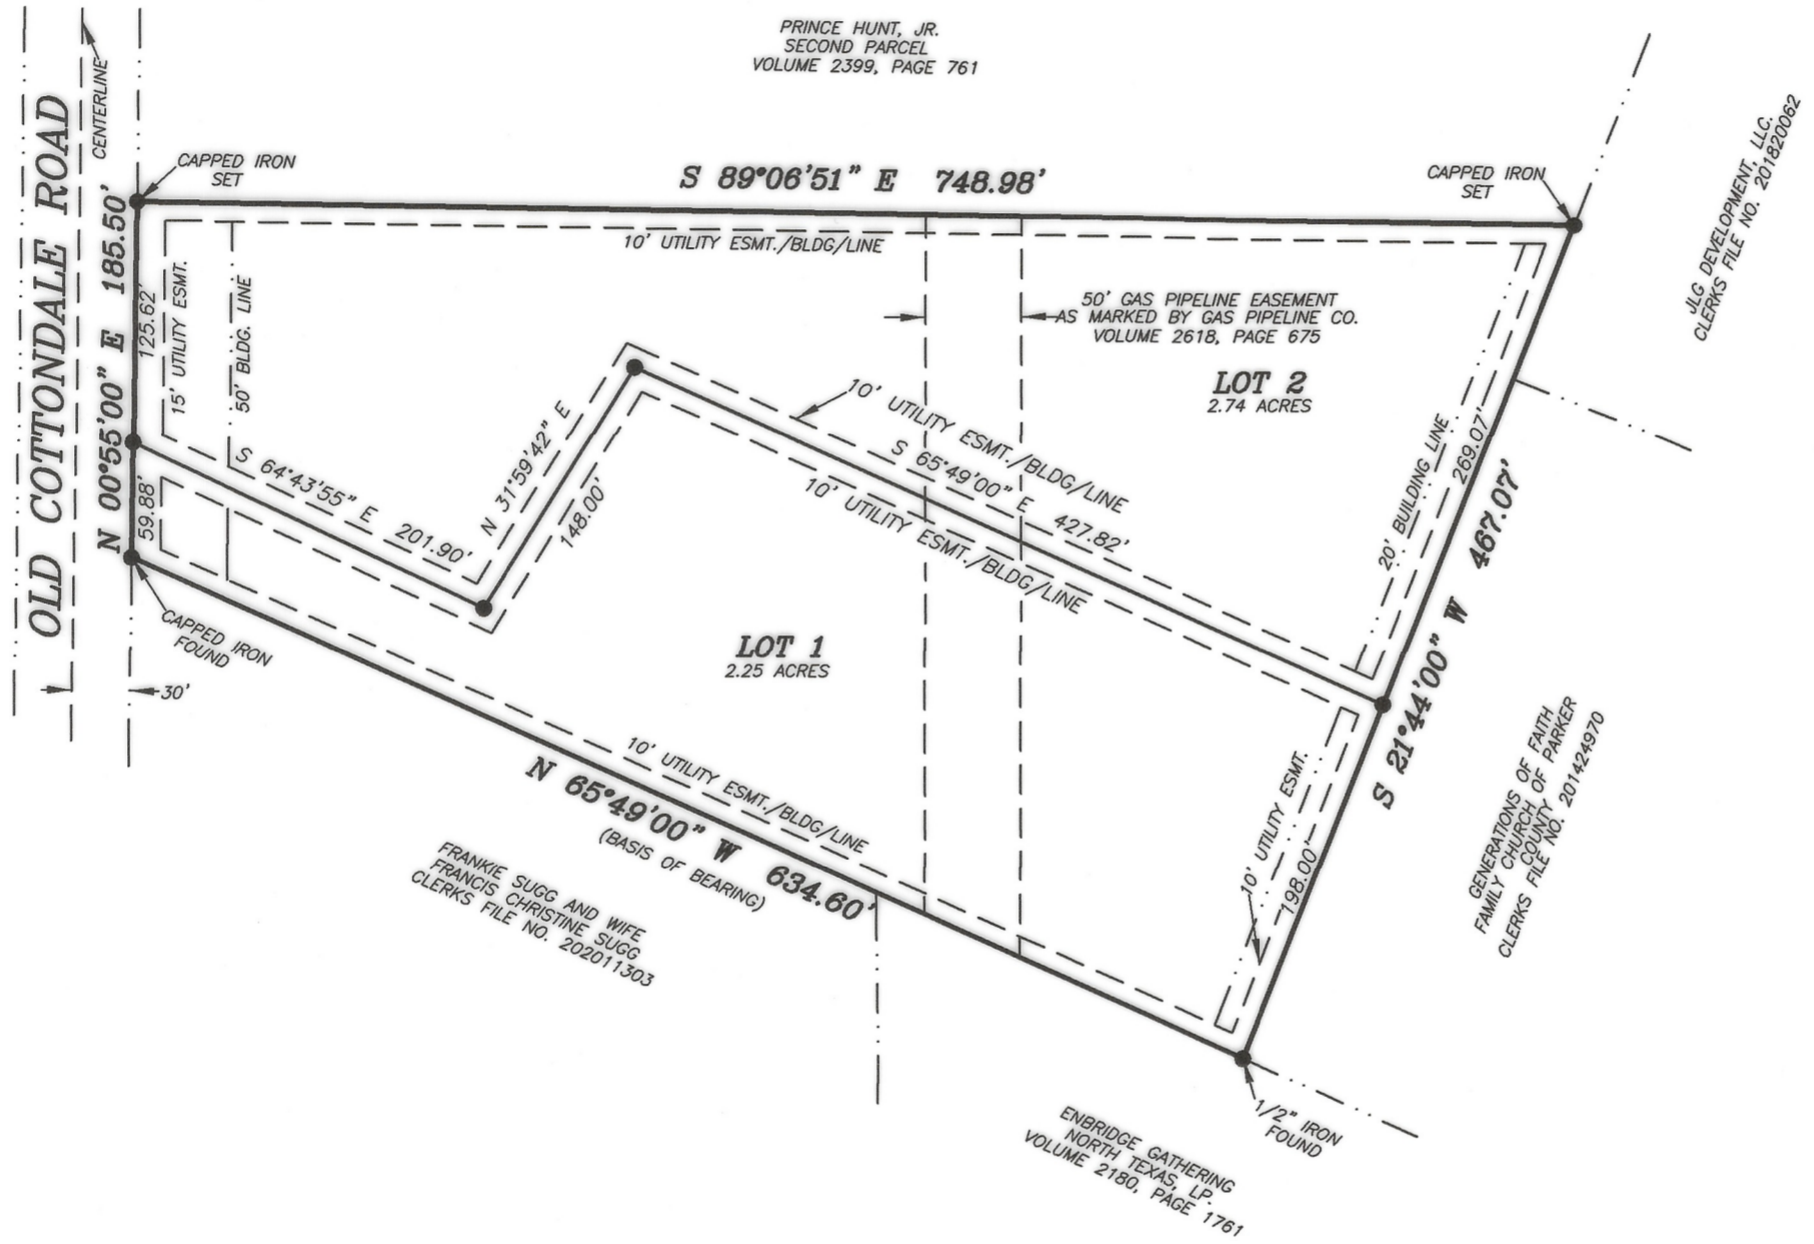 PRINCE HUNT, JR.
SECOND PARCEL
VOLUME 2399, PAGE 761
CENTERLINE
OLD COTTONDALE ROAD
CAPPED IRON
SET
S 89°06'51" E 748.98'
CAPPED IRON
SET
JLG DEVELOPMENT, LLC.
CLERKS FILE NO. 201820062
N 00°55'00" E 185.50'
125.62'
15' UTILITY ESMT.
50' BLDG. LINE
10' UTILITY ESMT./BLDG/LINE
50' GAS PIPELINE EASEMENT
AS MARKED BY GAS PIPELINE CO.
VOLUME 2618, PAGE 675
LOT 2
2.74 ACRES
10' UTILITY ESMT./BLDG/LINE
S 65°49'00" E 427.82'
10' UTILITY ESMT./BLDG/LINE
20' BUILDING LINE
269.07'
S 21°44'00" W 467.07'
S 64°43'55" E 201.90'
N 31°59'42" E
148.00'
59.88'
CAPPED IRON
FOUND
30'
LOT 1
2.25 ACRES
10' UTILITY ESMT./BLDG/LINE
N 65°49'00" W 634.60'
(BASIS OF BEARING)
10' UTILITY ESMT.
198.00'
GENERATIONS OF FAITH
FAMILY CHURCH OF PARKER
COUNTY
CLERKS FILE NO. 201424970
FRANKIE SUGG AND WIFE
FRANCIS CHRISTINE SUGG
CLERKS FILE NO. 202011303
1/2" IRON
FOUND
ENBRIDGE GATHERING
NORTH TEXAS, LP.
VOLUME 2180, PAGE 1761